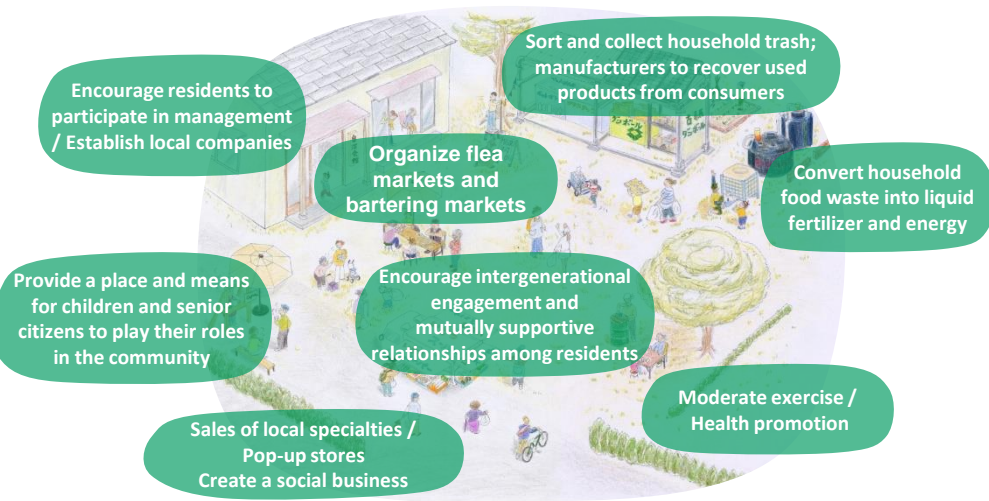 Sort and collect household trash;
manufacturers to recover used
products from consumers
Encourage residents to
participate in management
/ Establish local companies
Organize flea
markets and
bartering markets
Convert household
food waste into liquid
fertilizer and energy
Provide a place and means
for children and senior
citizens to play their roles
in the community
Encourage intergenerational
engagement and
mutually supportive
relationships among residents
Moderate exercise /
Health promotion
Sales of local specialties /
Pop-up stores
Create a social business